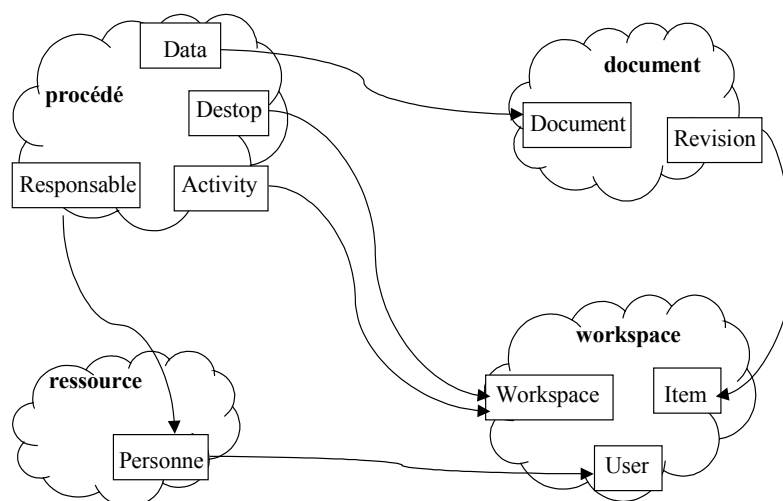 Data
procédé
Destop
Responsable
Activity
document
Document
Revision
ressource
Personne
workspace
Workspace
Item
User